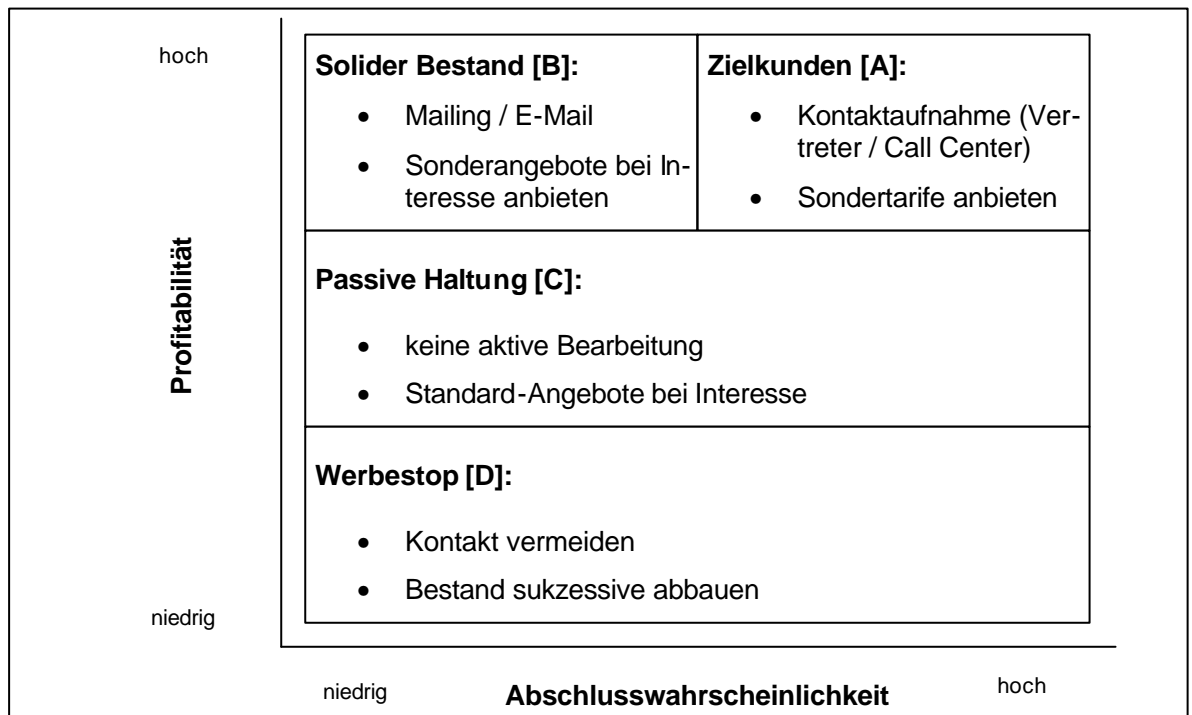 hoch
Solider Bestand [B]:
• Mailing / E-Mail
• Sonderangebote bei In-
teresse anbieten
Zielkunden [A]:
• Kontaktaufnahme (Ver-
treter / Call Center)
• Sondertarife anbieten
Profitabilität
Passive Haltung [C]:
• keine aktive Bearbeitung
• Standard-Angebote bei Interesse
Werbestop [D]:
• Kontakt vermeiden
• Bestand sukzessive abbauen
niedrig
niedrig
Abschlusswahrscheinlichkeit
hoch